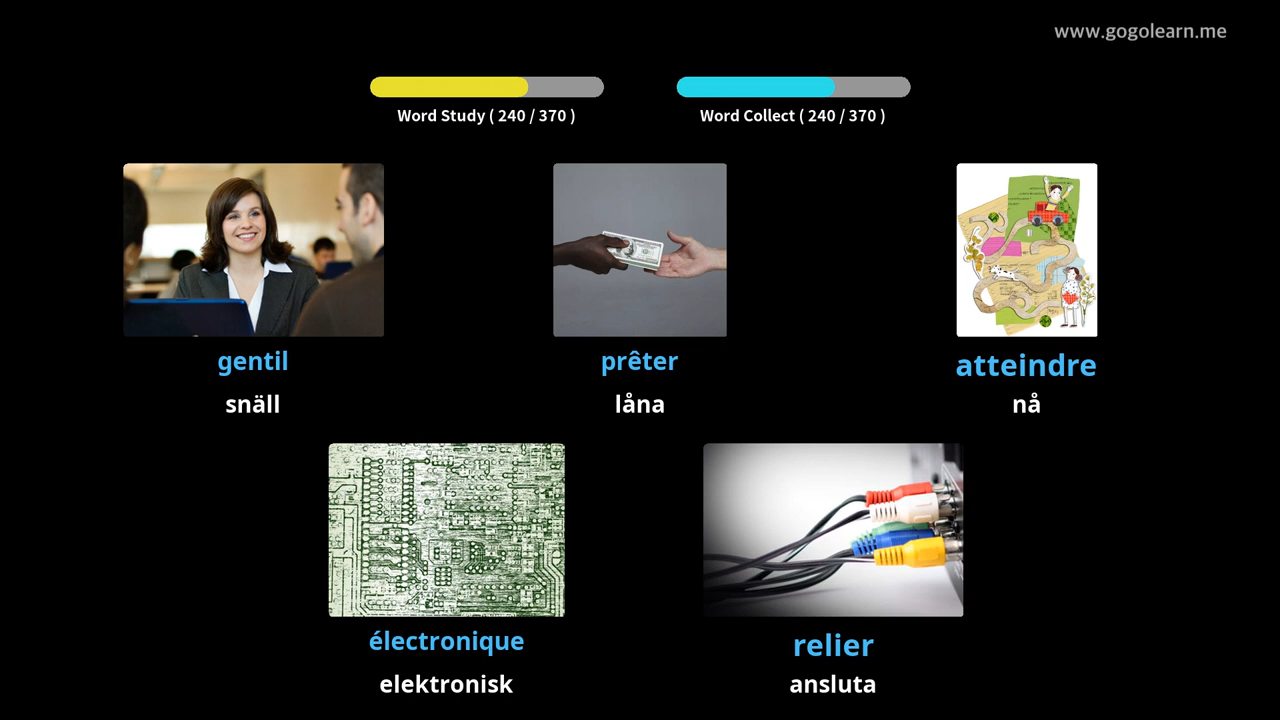 www.gogolearn.me
Word Study ( 240 / 370 )
Word Collect ( 240 / 370 )
gentil
snäll
prêter
låna
atteindre
nå
électronique
elektronisk
relier
ansluta